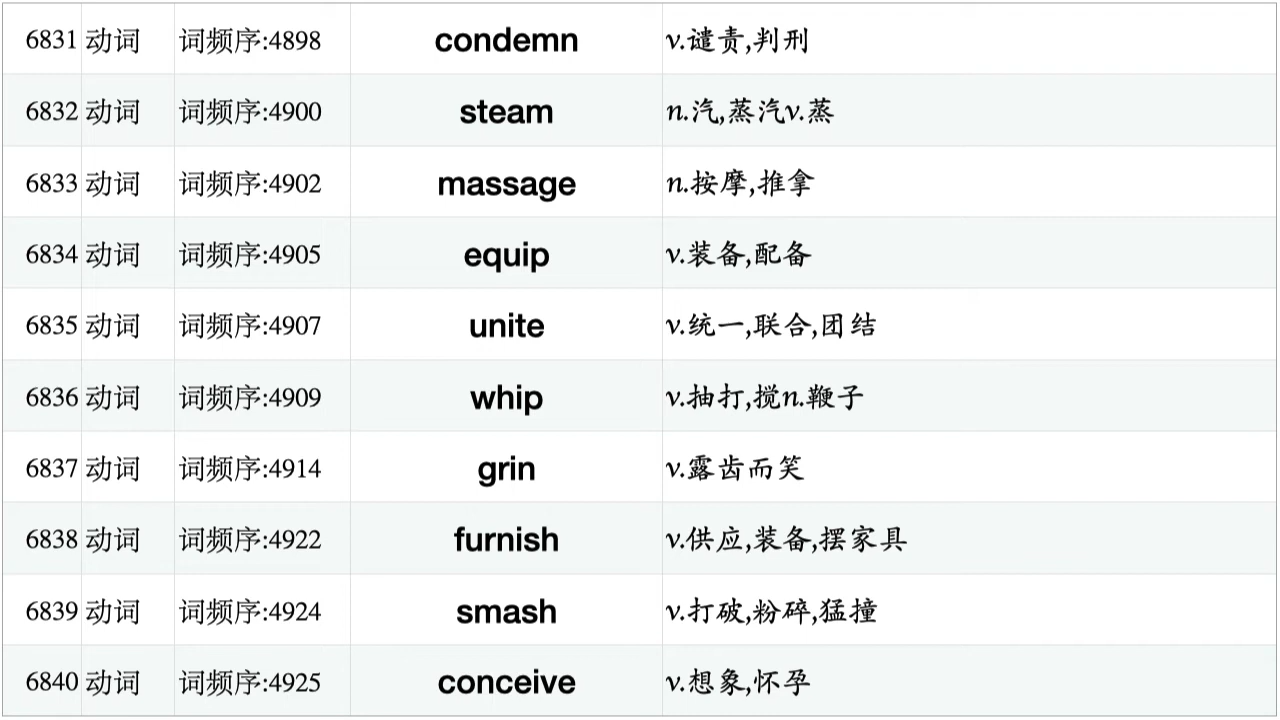 6831 动词 词频序:4898 condemn v.谴责,判刑
6832 动词 词频序:4900 steam n.汽,蒸汽v.蒸
6833 动词 词频序:4902 massage n.按摩,推拿
6834 动词 词频序:4905 equip v.装备,配备
6835 动词 词频序:4907 unite v.统一,联合,团结
6836 动词 词频序:4909 whip v.抽打,搅n.鞭子
6837 动词 词频序:4914 grin v.露齿而笑
6838 动词 词频序:4922 furnish v.供应,装备,摆家具
6839 动词 词频序:4924 smash v.打破,粉碎,猛撞
6840 动词 词频序:4925 conceive v.想象,怀孕